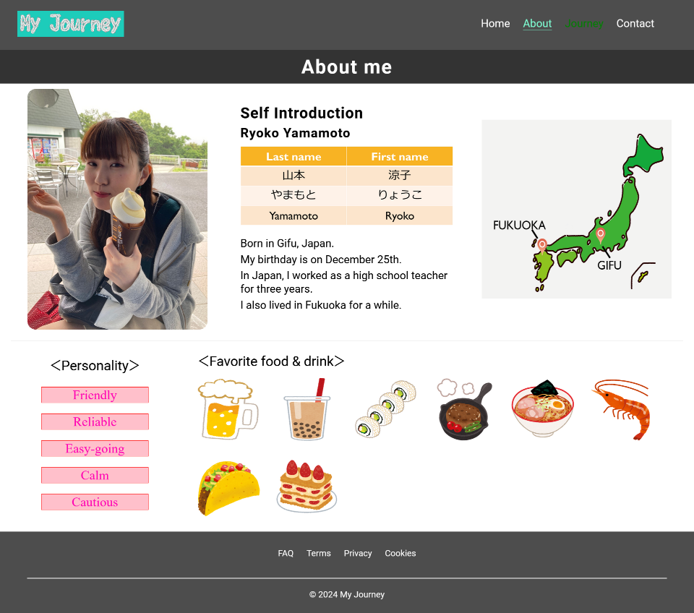 My Journey
Home About Journey Contact
About me
Self Introduction
Ryoko Yamamoto
Last name First name
山本 涼子
やまもと りょうこ
Yamamoto Ryoko
Born in Gifu, Japan.
My birthday is on December 25th.
In Japan, I worked as a high school teacher
for three years.
I also lived in Fukuoka for a while.
FUKUOKA
GIFU
＜Personality＞
Friendly
Reliable
Easy-going
Calm
Cautious
＜Favorite food & drink＞
FAQ Terms Privacy Cookies
© 2024 My Journey